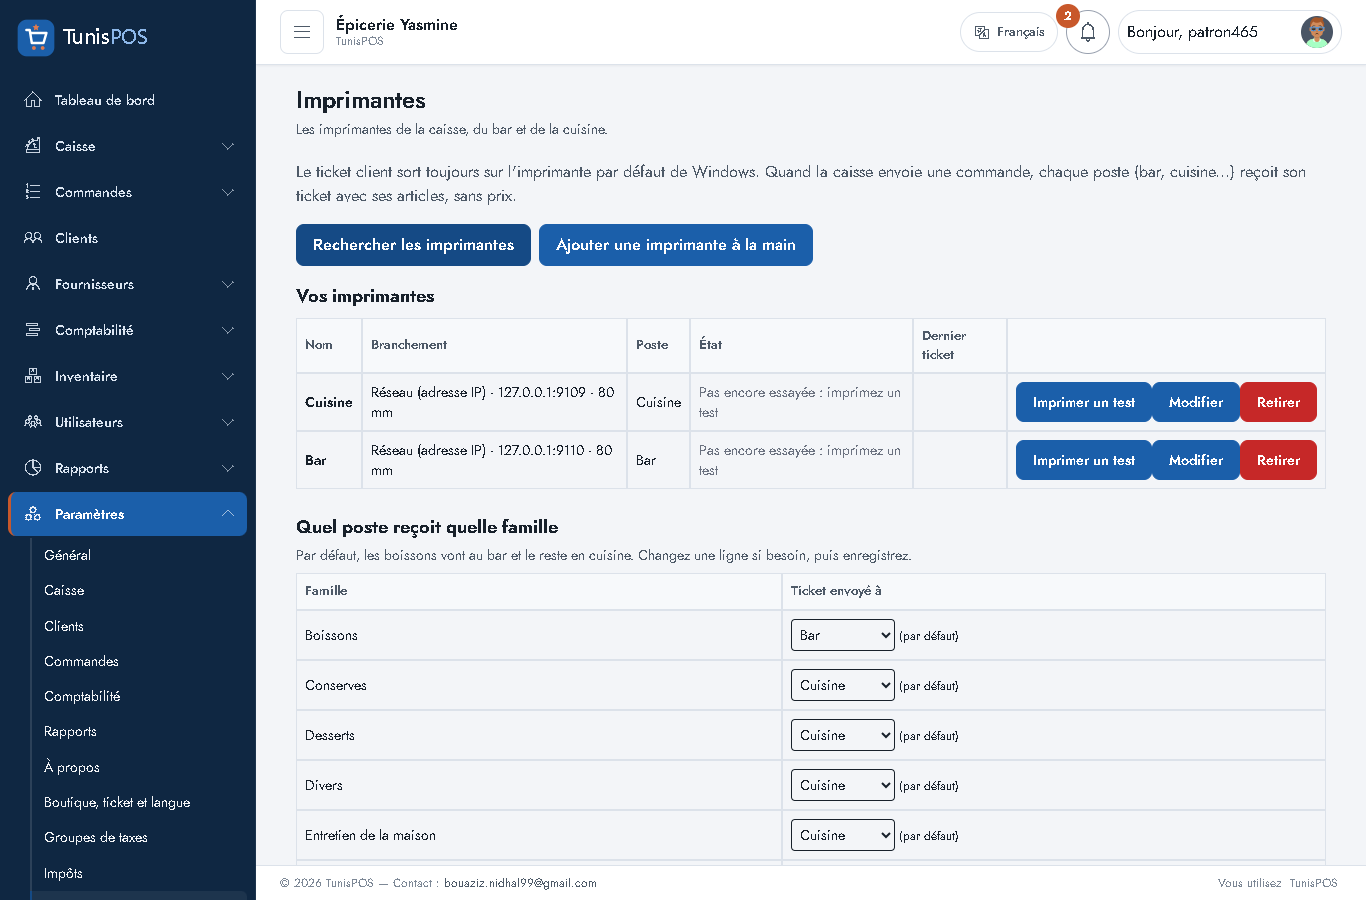 TunisPOS
Tableau de bord
Caisse
Commandes
Clients
Fournisseurs
Comptabilité
Inventaire
Utilisateurs
Rapports
Paramètres
Général
Caisse
Clients
Commandes
Comptabilité
Rapports
À propos
Boutique, ticket et langue
Groupes de taxes
Impôts
Épicerie Yasmine
TunisPOS
Français
2
Bonjour, patron465
Imprimantes
Les imprimantes de la caisse, du bar et de la cuisine.
Le ticket client sort toujours sur l'imprimante par défaut de Windows. Quand la caisse envoie une commande, chaque poste (bar, cuisine...) reçoit son
ticket avec ses articles, sans prix.
Rechercher les imprimantes Ajouter une imprimante à la main
Vos imprimantes
Nom Branchement Poste État Dernier
ticket
Cuisine Réseau (adresse IP) · 127.0.0.1:9109 · 80
mm Cuisine Pas encore essayée : imprimez un
test Imprimer un test Modifier Retirer
Bar Réseau (adresse IP) · 127.0.0.1:9110 · 80
mm Bar Pas encore essayée : imprimez un
test Imprimer un test Modifier Retirer
Quel poste reçoit quelle famille
Par défaut, les boissons vont au bar et le reste en cuisine. Changez une ligne si besoin, puis enregistrez.
Famille Ticket envoyé à
Boissons Bar (par défaut)
Conserves Cuisine (par défaut)
Desserts Cuisine (par défaut)
Divers Cuisine (par défaut)
Entretien de la maison Cuisine (par défaut)
© 2026 TunisPOS — Contact : bouaziz.nidhal99@gmail.com
Vous utilisez TunisPOS